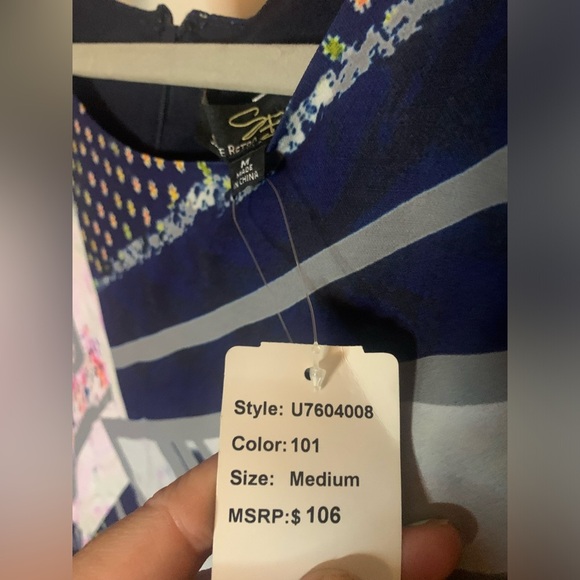 M
MADE
IN CHINA
Style: U7604008
Color: 101
Size: Medium
MSRP: $ 106